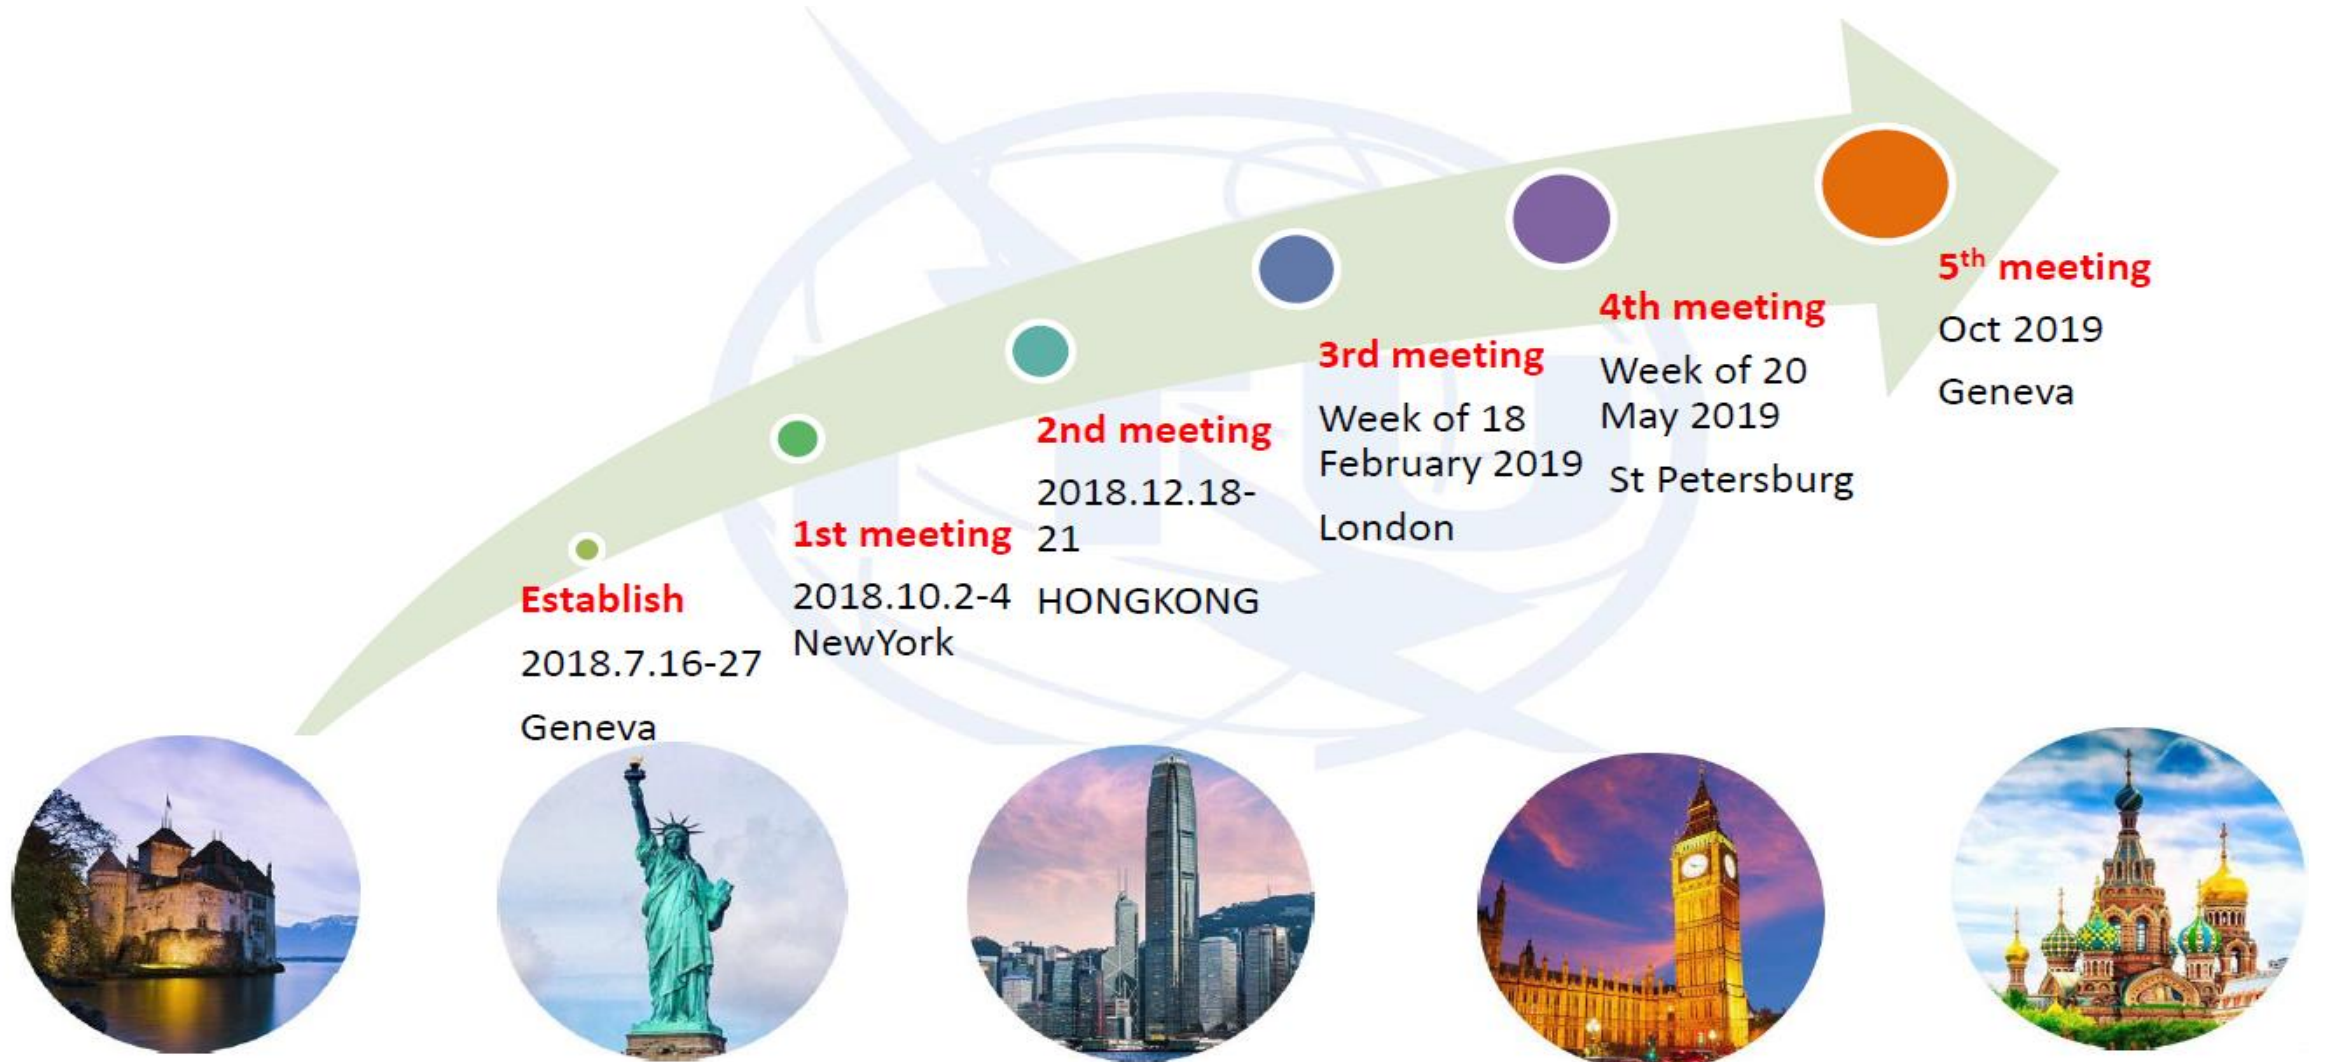 Establish
2018.7.16-27
Geneva
1st meeting
2018.10.2-4
NewYork
2nd meeting
2018.12.18-
21
HONGKONG
3rd meeting
Week of 18
February 2019
London
4th meeting
Week of 20
May 2019
St Petersburg
5th meeting
Oct 2019
Geneva
ITU